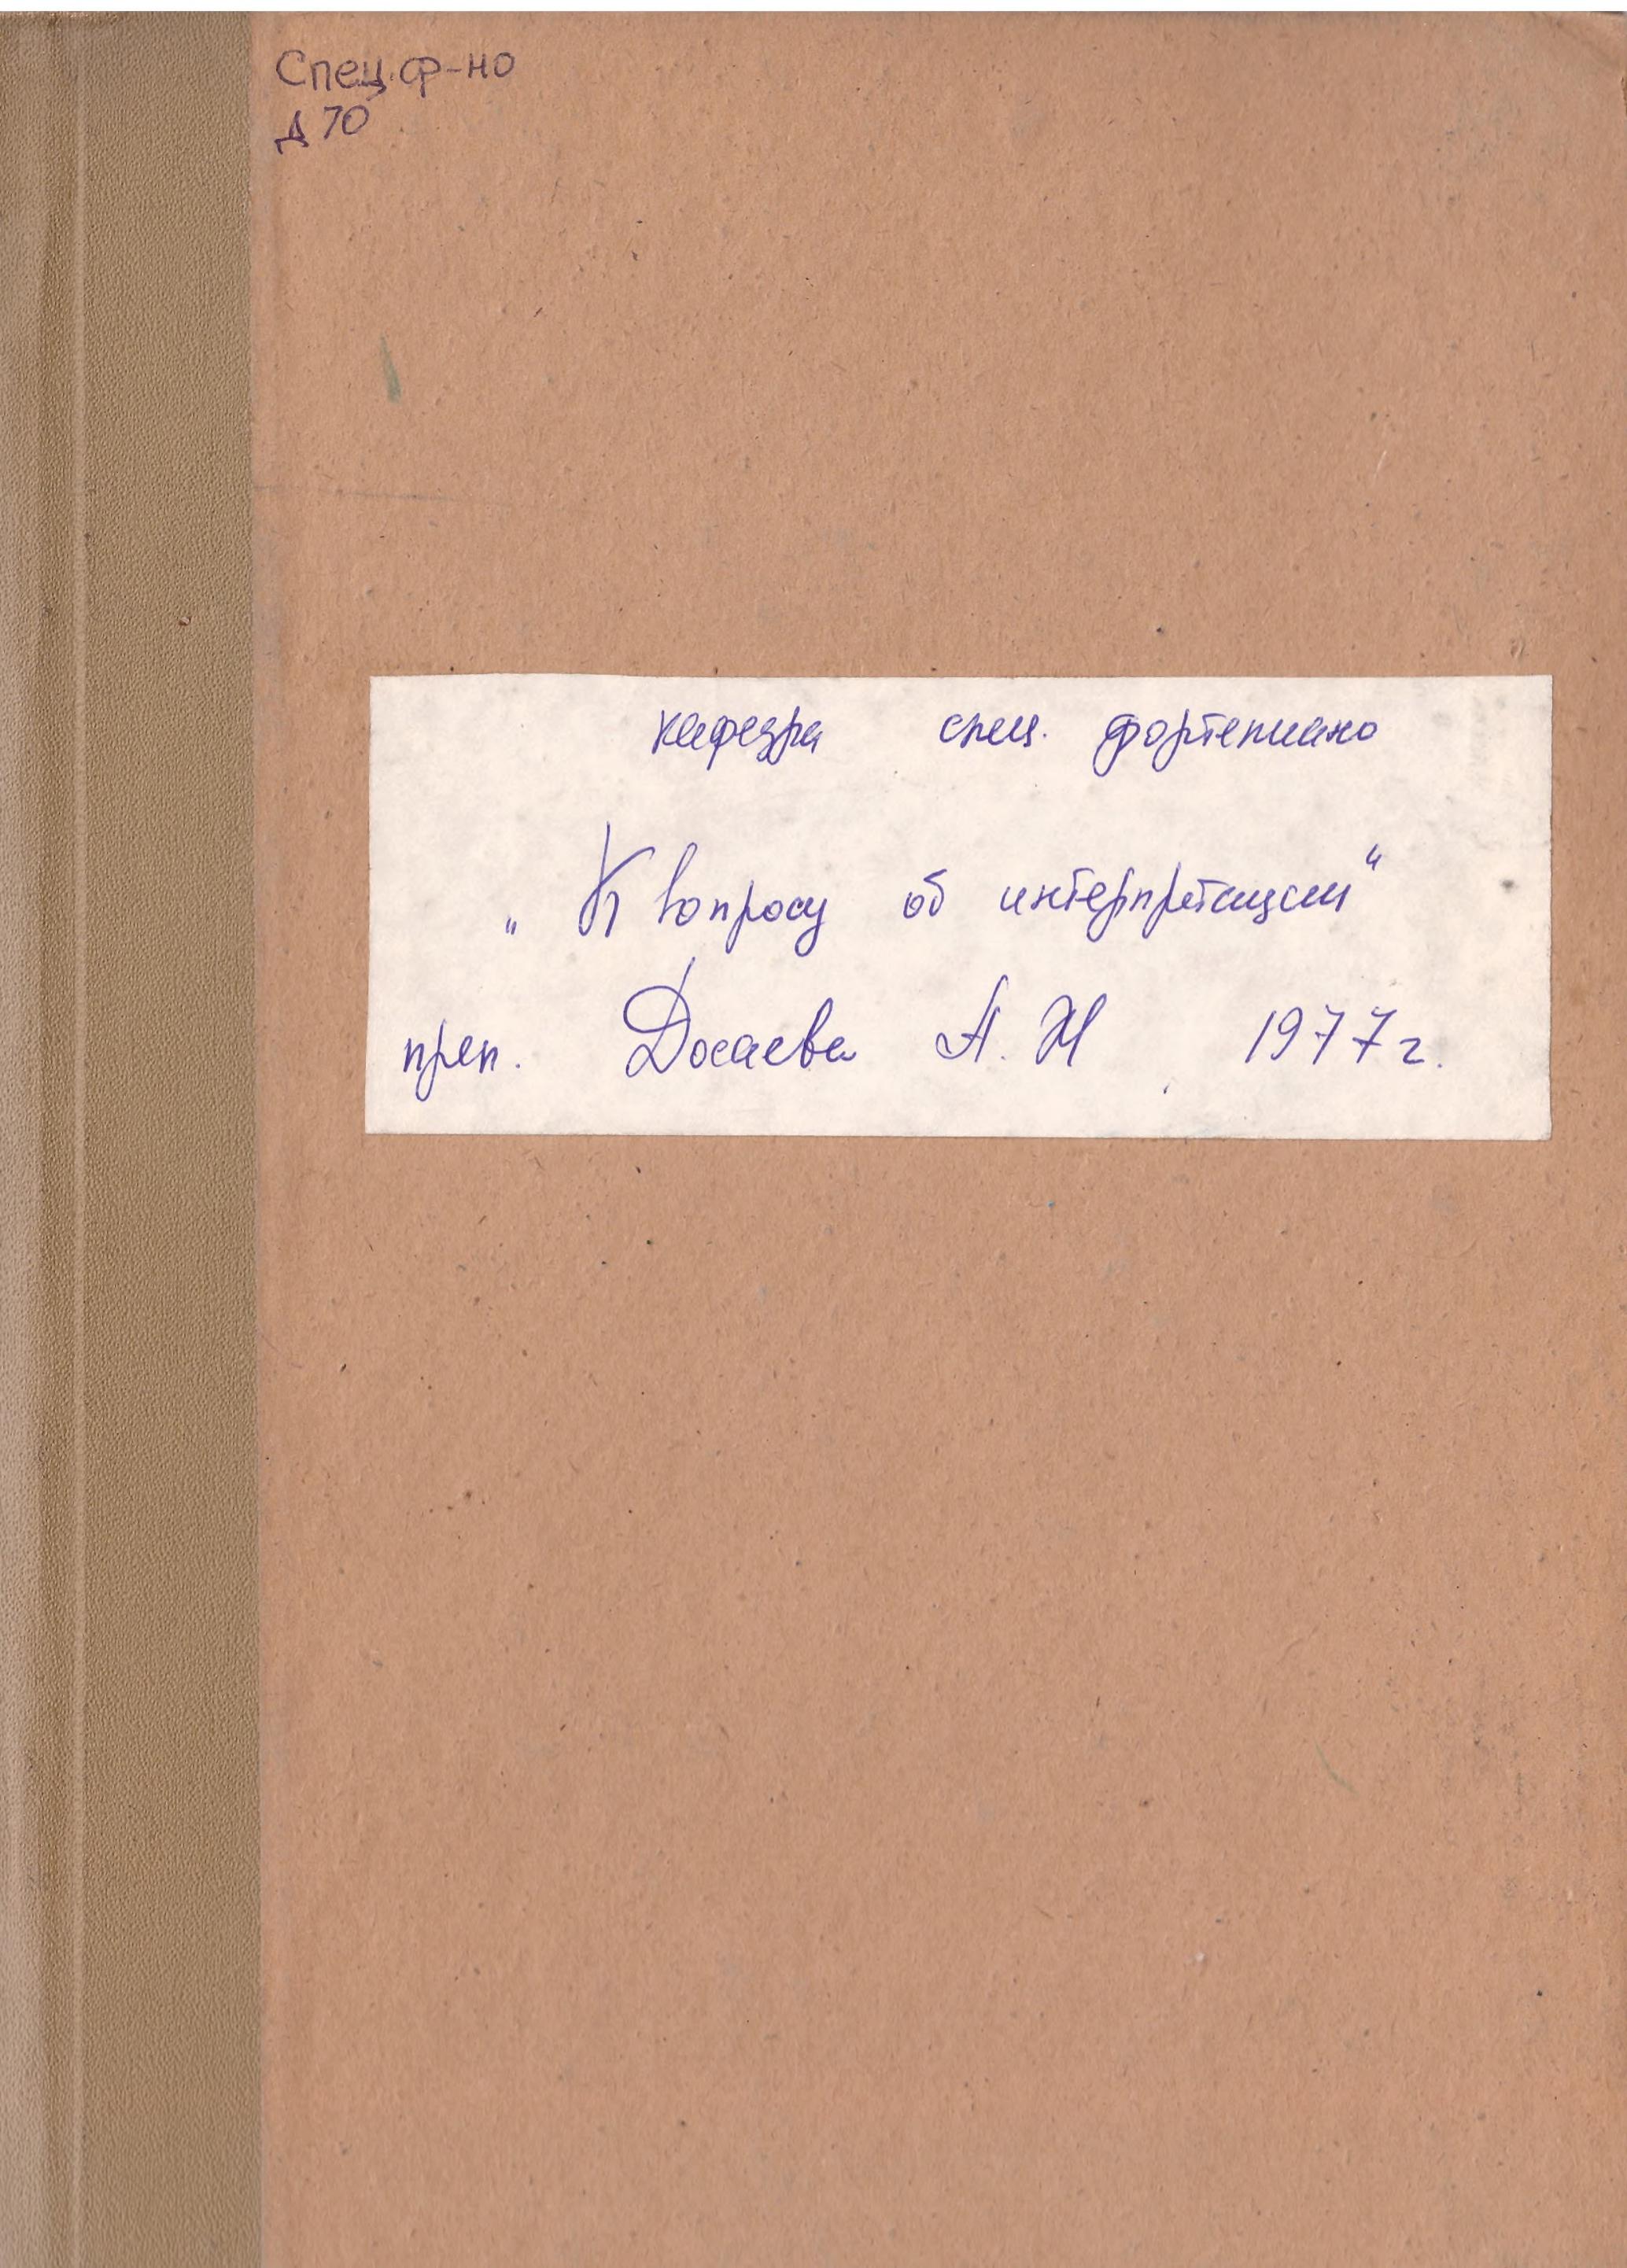 Спец.ф-но
Д 70
кафедра спец. фортепиано
„К вопросу об интерпретации“
преп. Досаева А. Н 1977г.